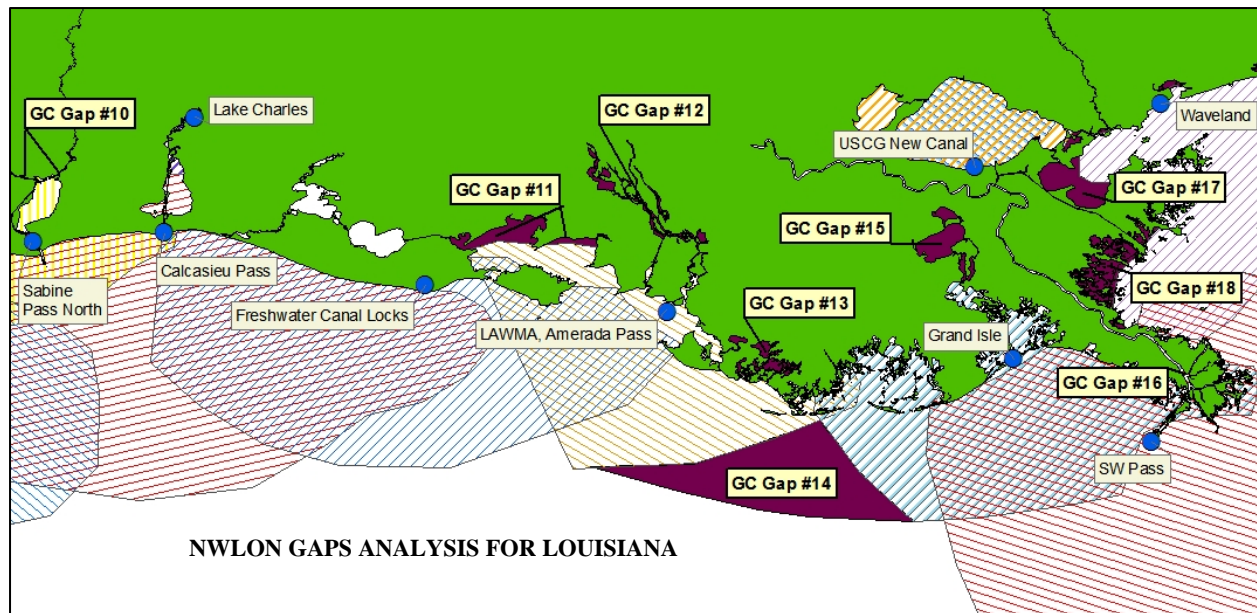 GC Gap #10
Lake Charles
GC Gap #12
Waveland
USCG New Canal
GC Gap #11
GC Gap #17
GC Gap #15
Calcasieu Pass
Sabine
Pass North
Freshwater Canal Locks
LAWMA, Amerada Pass
GC Gap #13
GC Gap #18
Grand Isle
GC Gap #16
SW Pass
GC Gap #14
NWLON GAPS ANALYSIS FOR LOUISIANA